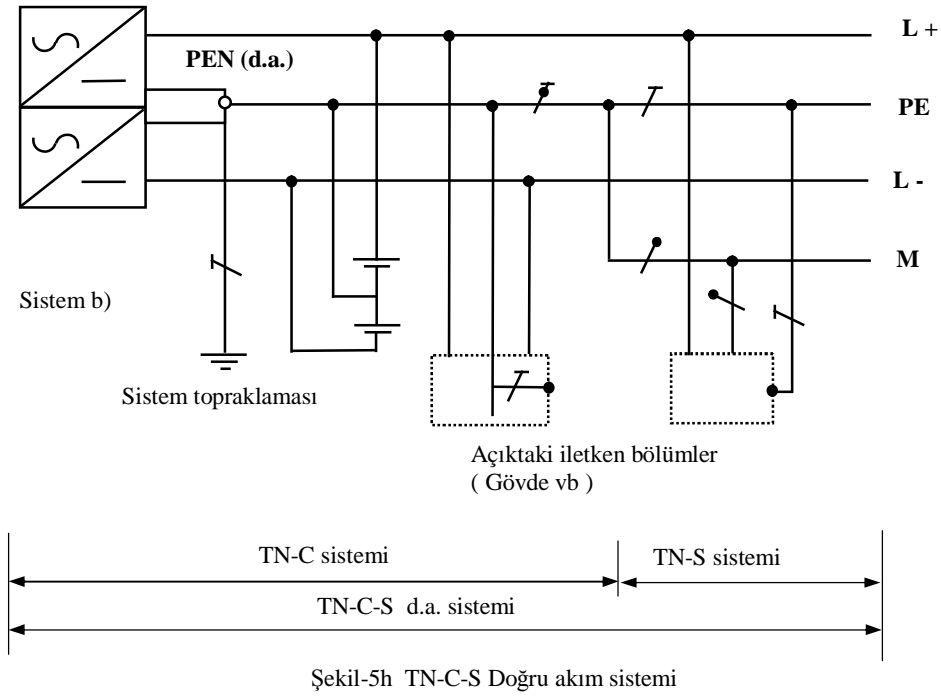 L +
PEN (d.a.)
PE
L -
M
Sistem b)
Sistem topraklaması
Açıktaki iletken bölümler
( Gövde vb )
TN-C sistemi
TN-S sistemi
TN-C-S d.a. sistemi
Şekil-5h TN-C-S Doğru akım sistemi